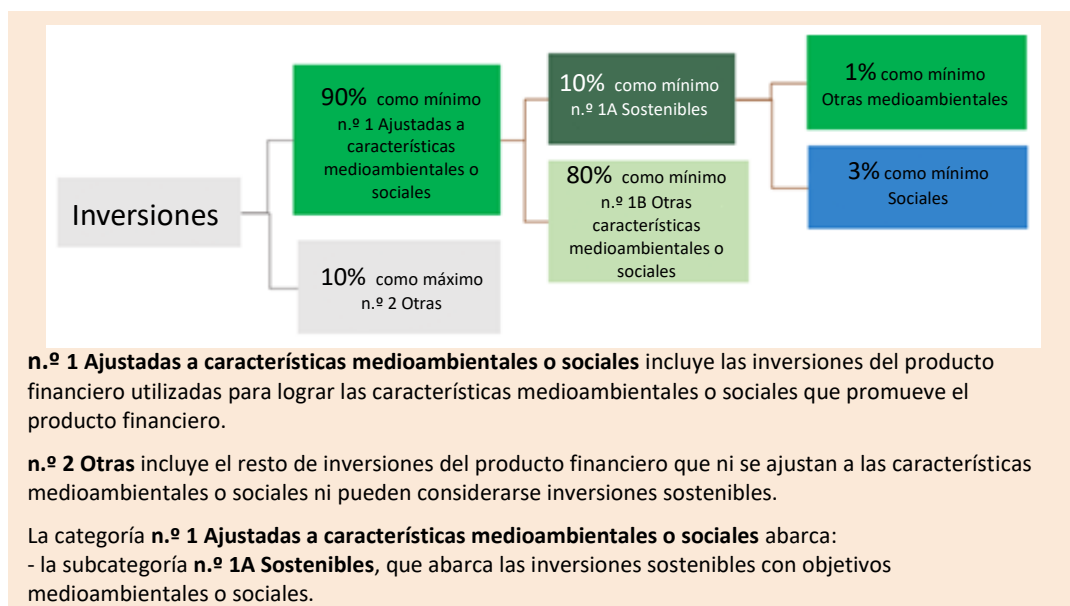 Inversiones
90% como mínimo
n.º 1 Ajustadas a
características
medioambientales o
sociales
10% como máximo
n.º 2 Otras
10% como mínimo
n.º 1A Sostenibles
80% como mínimo
n.º 1B Otras
características
medioambientales o
sociales
1% como mínimo
Otras medioambientales
3% como mínimo
Sociales
n.º 1 Ajustadas a características medioambientales o sociales incluye las inversiones del producto
financiero utilizadas para lograr las características medioambientales o sociales que promueve el
producto financiero.
n.º 2 Otras incluye el resto de inversiones del producto financiero que ni se ajustan a las características
medioambientales o sociales ni pueden considerarse inversiones sostenibles.
La categoría n.º 1 Ajustadas a características medioambientales o sociales abarca:
- la subcategoría n.º 1A Sostenibles, que abarca las inversiones sostenibles con objetivos
medioambientales o sociales.